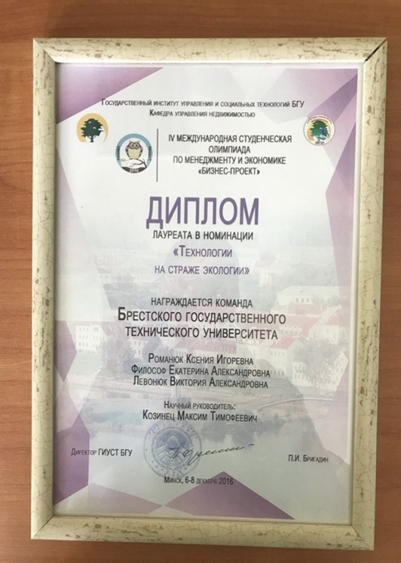 Государственный институт управления и социальных технологий БГУ
Кафедра управления недвижимостью
IV МЕЖДУНАРОДНАЯ СТУДЕНЧЕСКАЯ
ОЛИМПИАДА
ПО МЕНЕДЖМЕНТУ И ЭКОНОМИКЕ
«БИЗНЕС-ПРОЕКТ»
ДИПЛОМ
ЛАУРЕАТА В НОМИНАЦИИ
«Технологии
на страже экологии»
НАГРАЖДАЕТСЯ КОМАНДА
Брестского государственного
технического университета
Романюк Ксения Игоревна
Философ Екатерина Александровна
Левонюк Виктория Александровна
Научный руководитель:
Козинец Максим Тимофеевич
Директор ГИУСТ БГУ
П.И. Бригадин
Минск, 6-8 декабря 2016